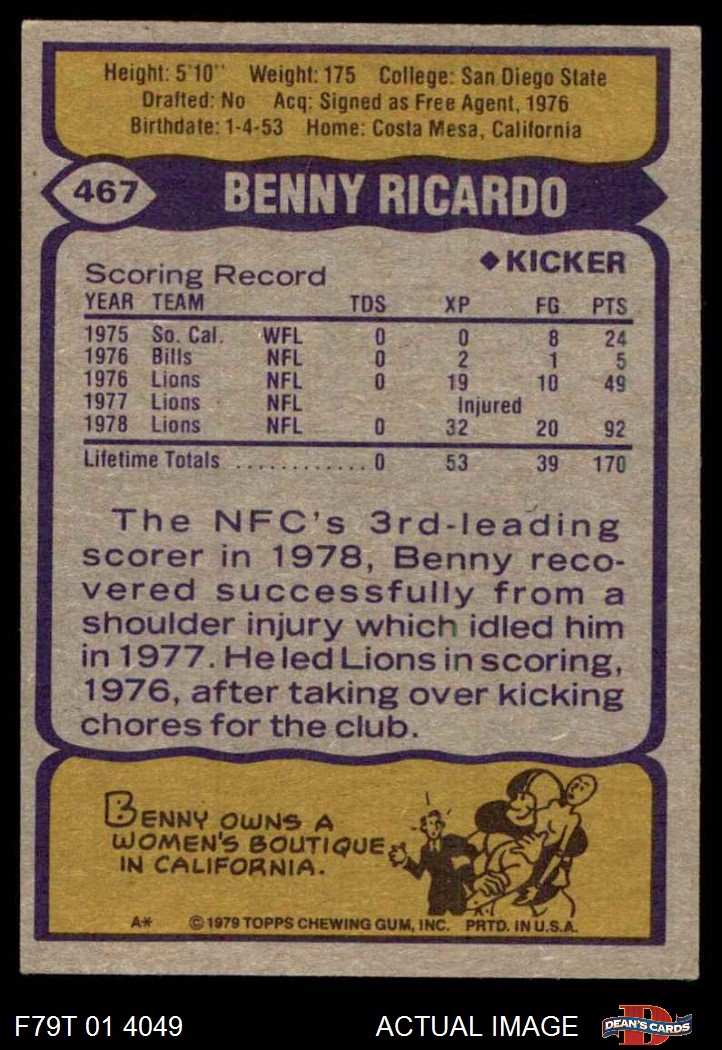 Height: 5'10" Weight: 175 College: San Diego State
Drafted: No Acq: Signed as Free Agent, 1976
Birthdate: 1-4-53 Home: Costa Mesa, California
467 BENNY RICARDO
◆KICKER
Scoring Record
YEAR TEAM TDS XP FG PTS
1975 So. Cal. WFL 0 0 8 24
1976 Bills NFL 0 2 1 5
1976 Lions NFL 0 19 10 49
1977 Lions NFL Injured
1978 Lions NFL 0 32 20 92
Lifetime Totals ............ 0 53 39 170
The NFC's 3rd-leading
scorer in 1978, Benny reco-
vered successfully from a
shoulder injury which idled him
in 1977. He led Lions in scoring,
1976, after taking over kicking
chores for the club.
BENNY OWNS A
WOMEN'S BOUTIQUE
IN CALIFORNIA.
A* © 1979 TOPPS CHEWING GUM, INC. PRTD. IN U.S.A.
F79T 01 4049 ACTUAL IMAGE D DEAN'S CARDS